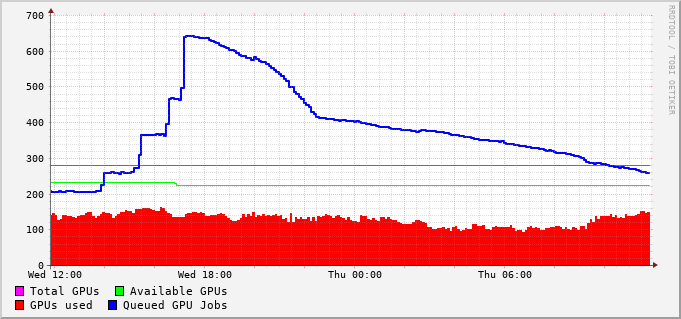 RRDTOOL / TOBI OETIKER
700
600
500
400
300
200
100
0
Wed 12:00 Wed 18:00 Thu 00:00 Thu 06:00
Total GPUs Available GPUs
GPUs used Queued GPU Jobs